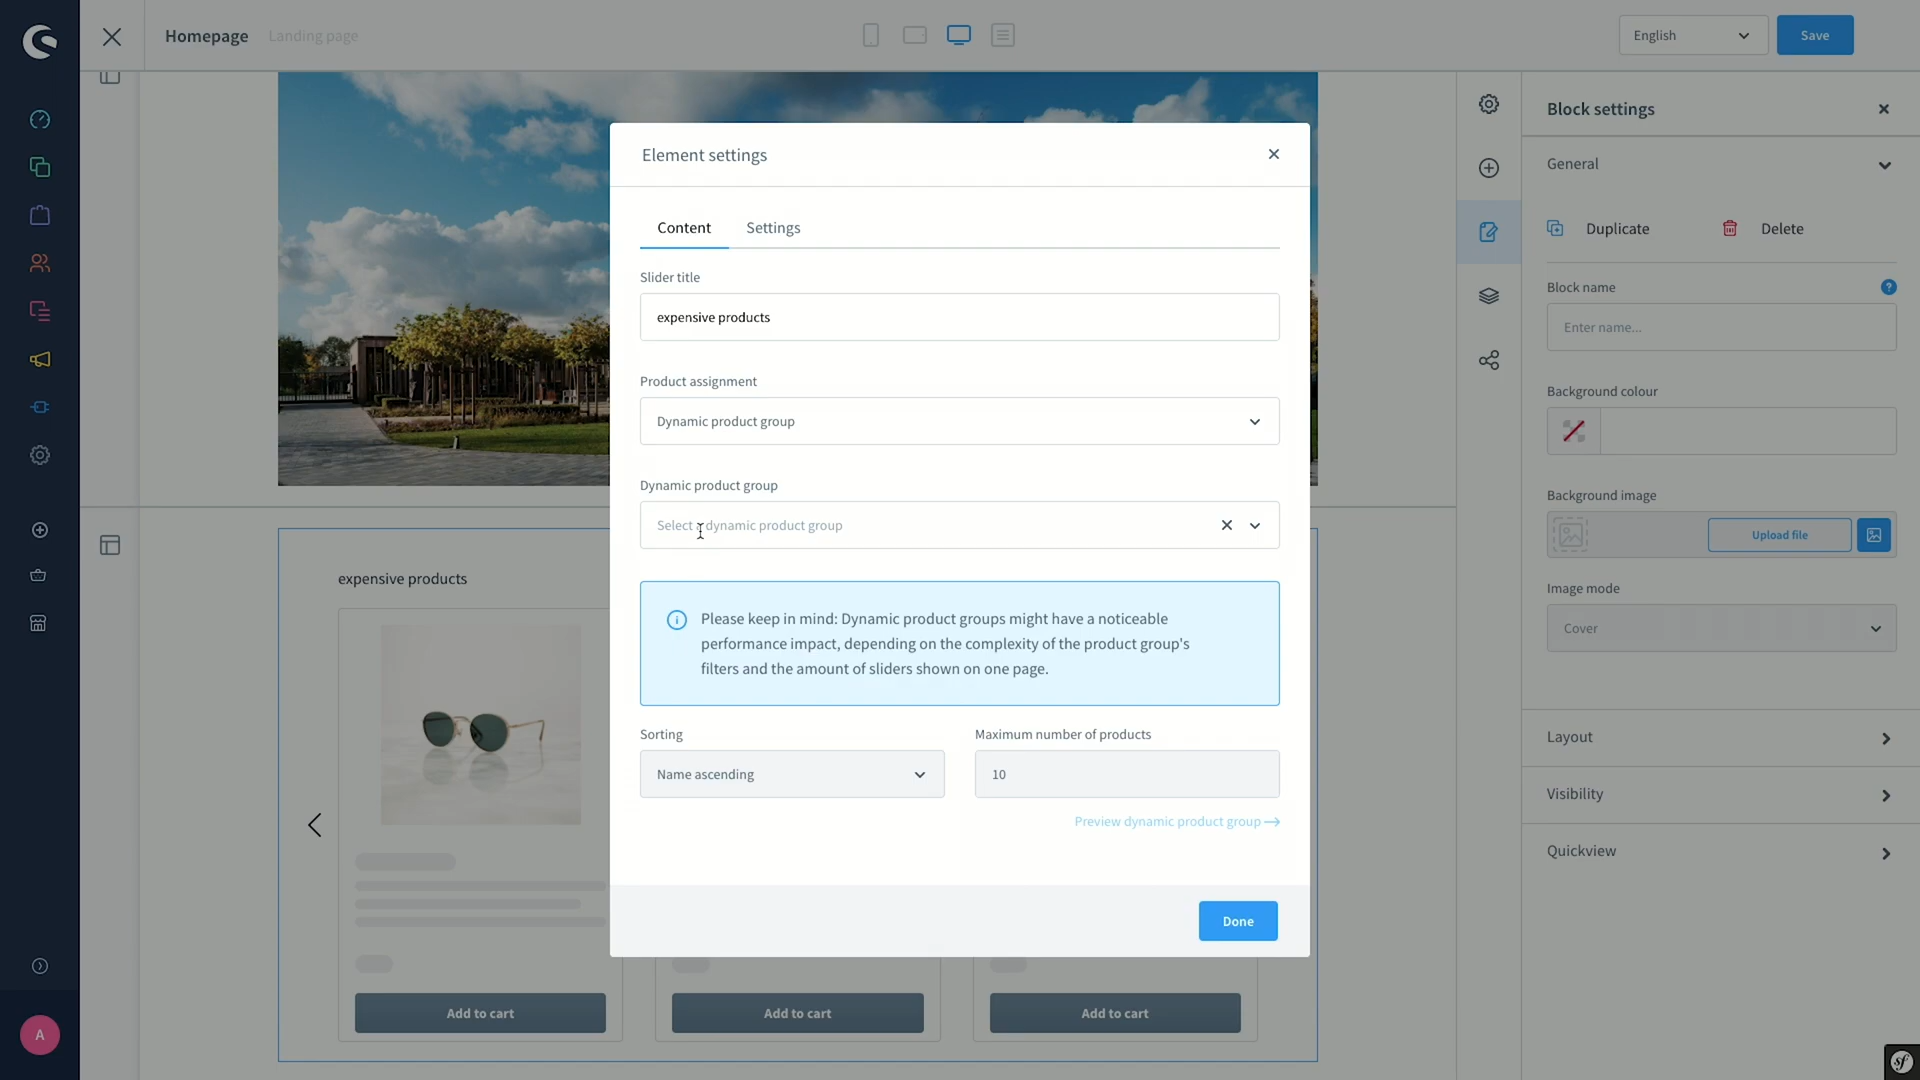 Homepage
Landing page
English
Save
Element settings
Content
Settings
Slider title
expensive products
Product assignment
Dynamic product group
Dynamic product group
Select a dynamic product group
Please keep in mind: Dynamic product groups might have a noticeable
performance impact, depending on the complexity of the product group's
filters and the amount of sliders shown on one page.
Sorting
Name ascending
Maximum number of products
10
Preview dynamic product group
Done
expensive products
Add to cart
Add to cart
Add to cart
Block settings
General
Duplicate
Delete
Block name
?
Enter name...
Background colour
Background image
Upload file
Image mode
Cover
Layout
Visibility
Quickview
A
sf